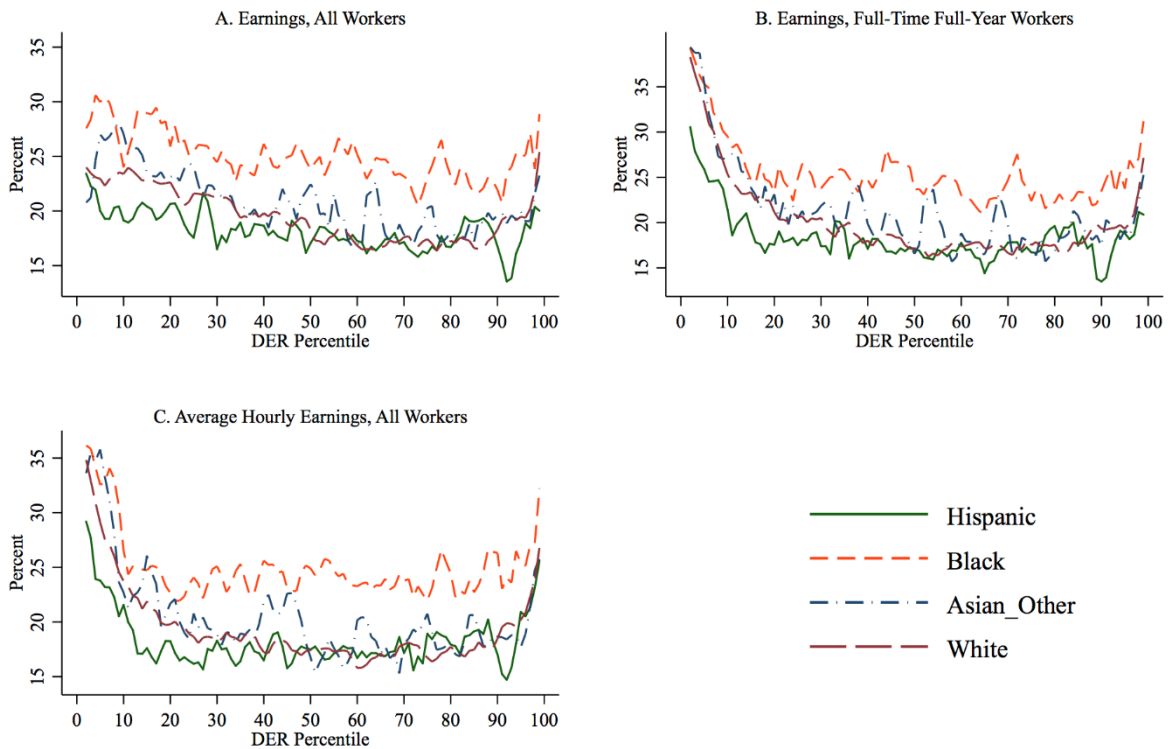 A. Earnings, All Workers
35
30
25
20
15
Percent
0 10 20 30 40 50 60 70 80 90 100
DER Percentile
B. Earnings, Full-Time Full-Year Workers
35
30
25
20
15
Percent
0 10 20 30 40 50 60 70 80 90 100
DER Percentile
C. Average Hourly Earnings, All Workers
35
30
25
20
15
Percent
0 10 20 30 40 50 60 70 80 90 100
DER Percentile
Hispanic
Black
Asian_Other
White